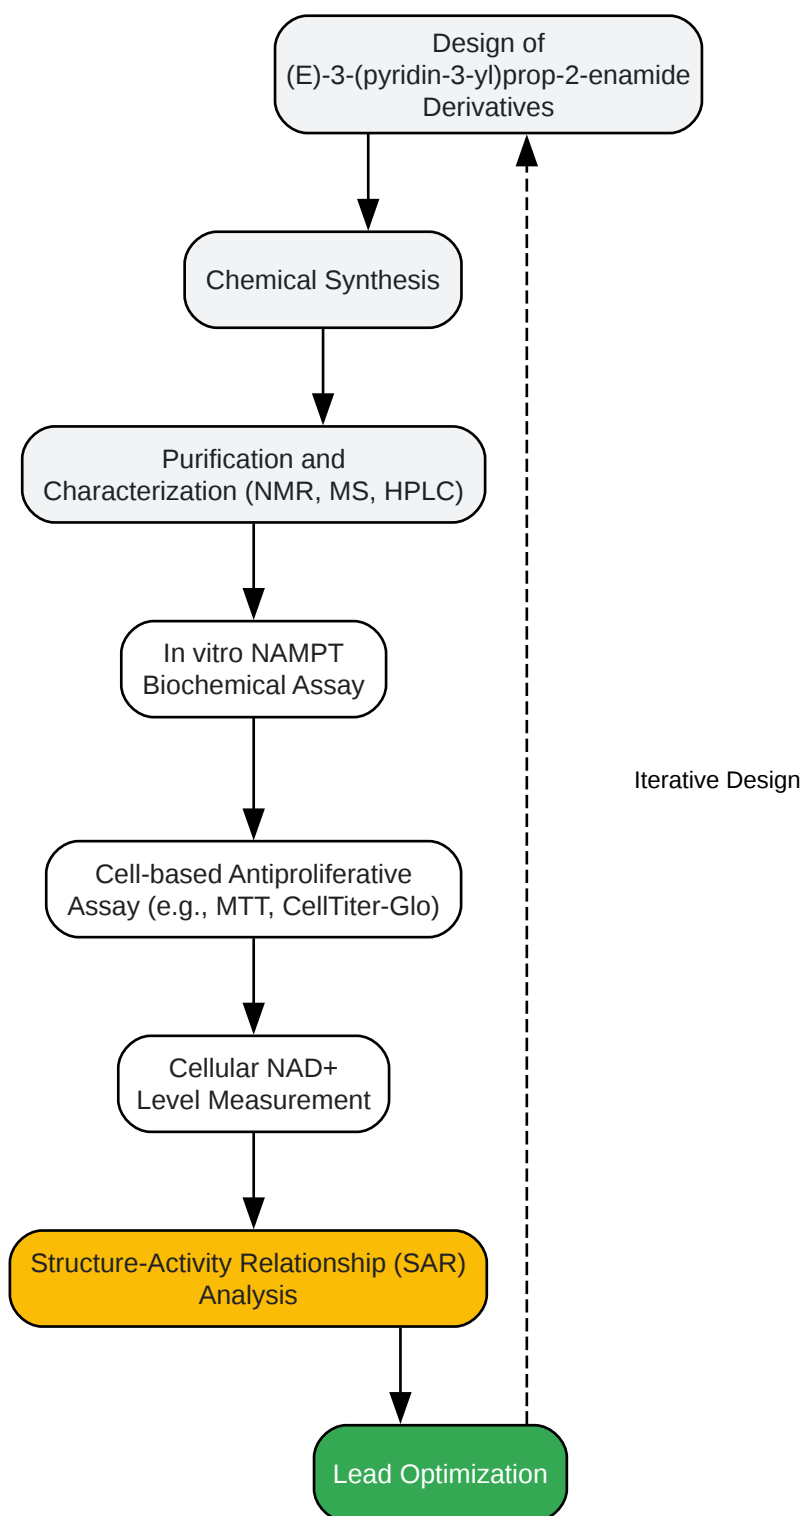 Design of
(E)-3-(pyridin-3-yl)prop-2-enamide
Derivatives
Chemical Synthesis
Purification and
Characterization (NMR, MS, HPLC)
In vitro NAMPT
Biochemical Assay
Iterative Design
Cell-based Antiproliferative
Assay (e.g., MTT, CellTiter-Glo)
Cellular NAD+
Level Measurement
Structure-Activity Relationship (SAR)
Analysis
Lead Optimization